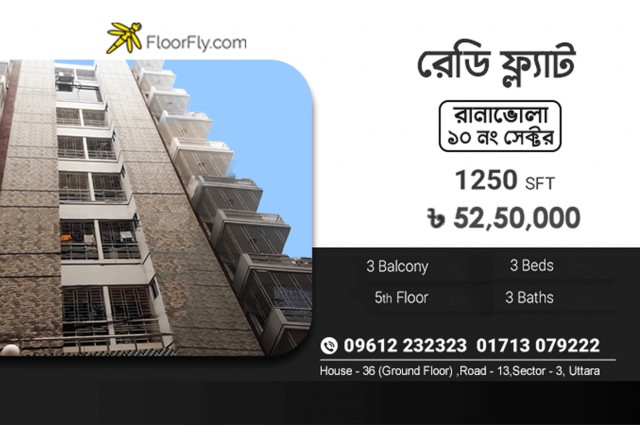 FloorFly.com
রেডি ফ্ল্যাট
রানাভোলা
১০ নং সেক্টর
1250 SFT
৳ 52,50,000
3 Balcony 3 Beds
5th Floor 3 Baths
09612 232323 01713 079222
House - 36 (Ground Floor) ,Road - 13,Sector - 3, Uttara